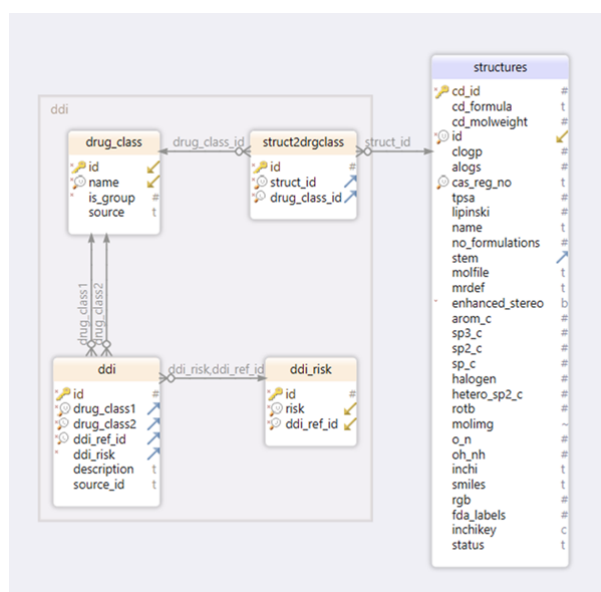 structures
cd_id #
cd_formula t
cd_molweight #
id
clogp #
alogs #
cas_reg_no t
tpsa #
lipinski #
name t
no_formulations #
stem
molfile t
mrdef t
enhanced_stereo b
arom_c #
sp3_c #
sp2_c #
sp_c #
halogen #
hetero_sp2_c #
rotb #
molimg ~
o_n #
oh_nh #
inchi t
smiles t
rgb #
fda_labels #
inchikey c
status t
ddi
drug_class
id
name
is_group #
source t
drug_class_id
struct2drgclass
id #
struct_id
drug_class_id
struct_id
drug_class1
drug_class2
ddi
id #
drug_class1
drug_class2
ddi_ref_id
ddi_risk
description t
source_id t
ddi_risk,ddi_ref_id
ddi_risk
id #
risk
ddi_ref_id